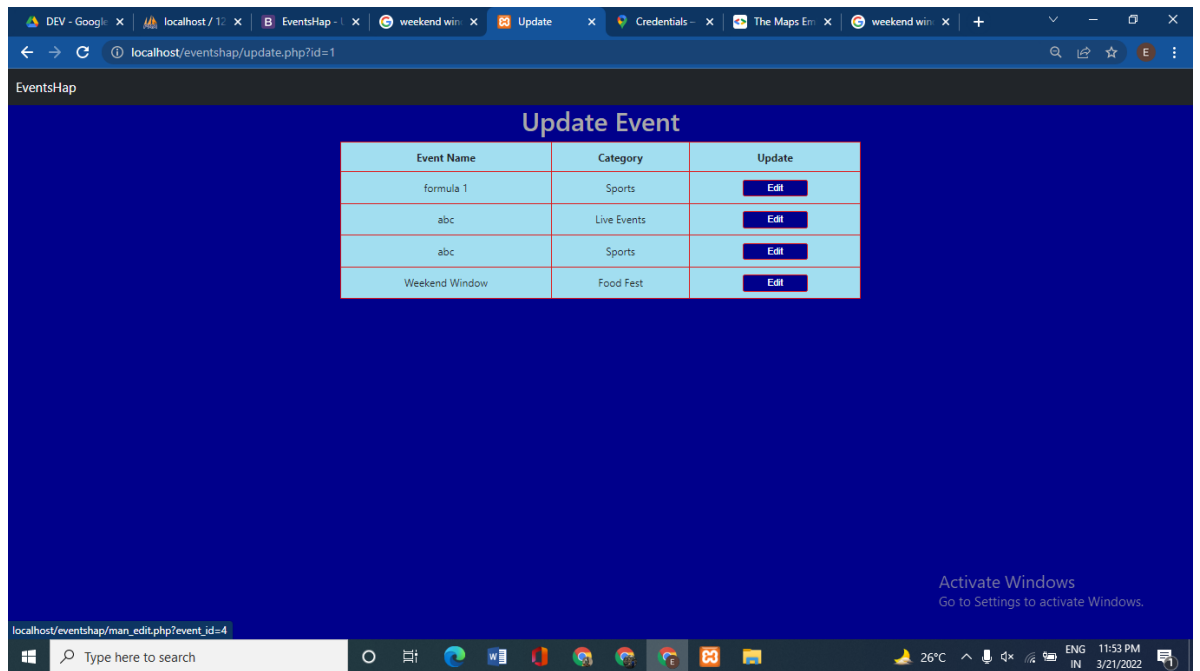 DEV - Google
localhost / 12
EventsHap -
weekend win
Update
Credentials –
The Maps Em
weekend win
localhost/eventshap/update.php?id=1
E
EventsHap
Update Event
Event Name Category Update
formula 1 Sports Edit
abc Live Events Edit
abc Sports Edit
Weekend Window Food Fest Edit
Activate Windows
Go to Settings to activate Windows.
localhost/eventshap/man_edit.php?event_id=4
Type here to search
26°C
ENG
IN
11:53 PM
3/21/2022